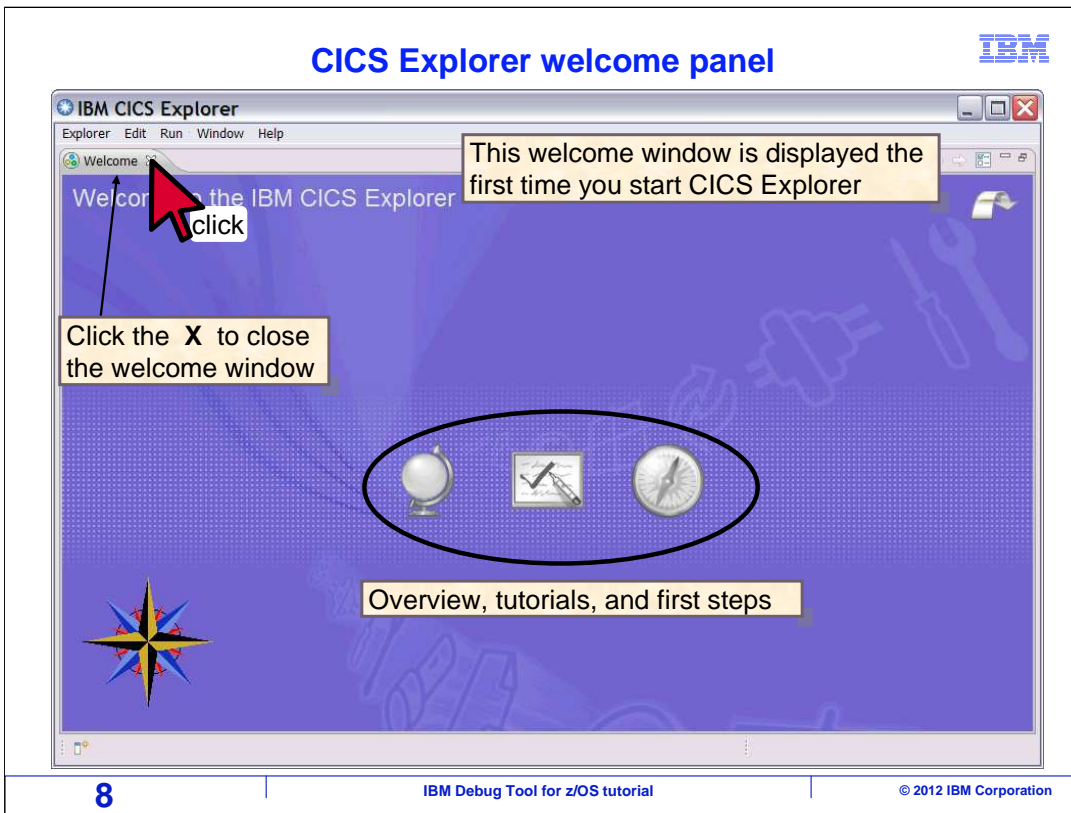 CICS Explorer welcome panel
IBM
IBM CICS Explorer
Explorer Edit Run Window Help
Welcome
This welcome window is displayed the
first time you start CICS Explorer
the IBM CICS Explorer
click
Click the X to close
the welcome window
Overview, tutorials, and first steps
8
IBM Debug Tool for z/OS tutorial
© 2012 IBM Corporation